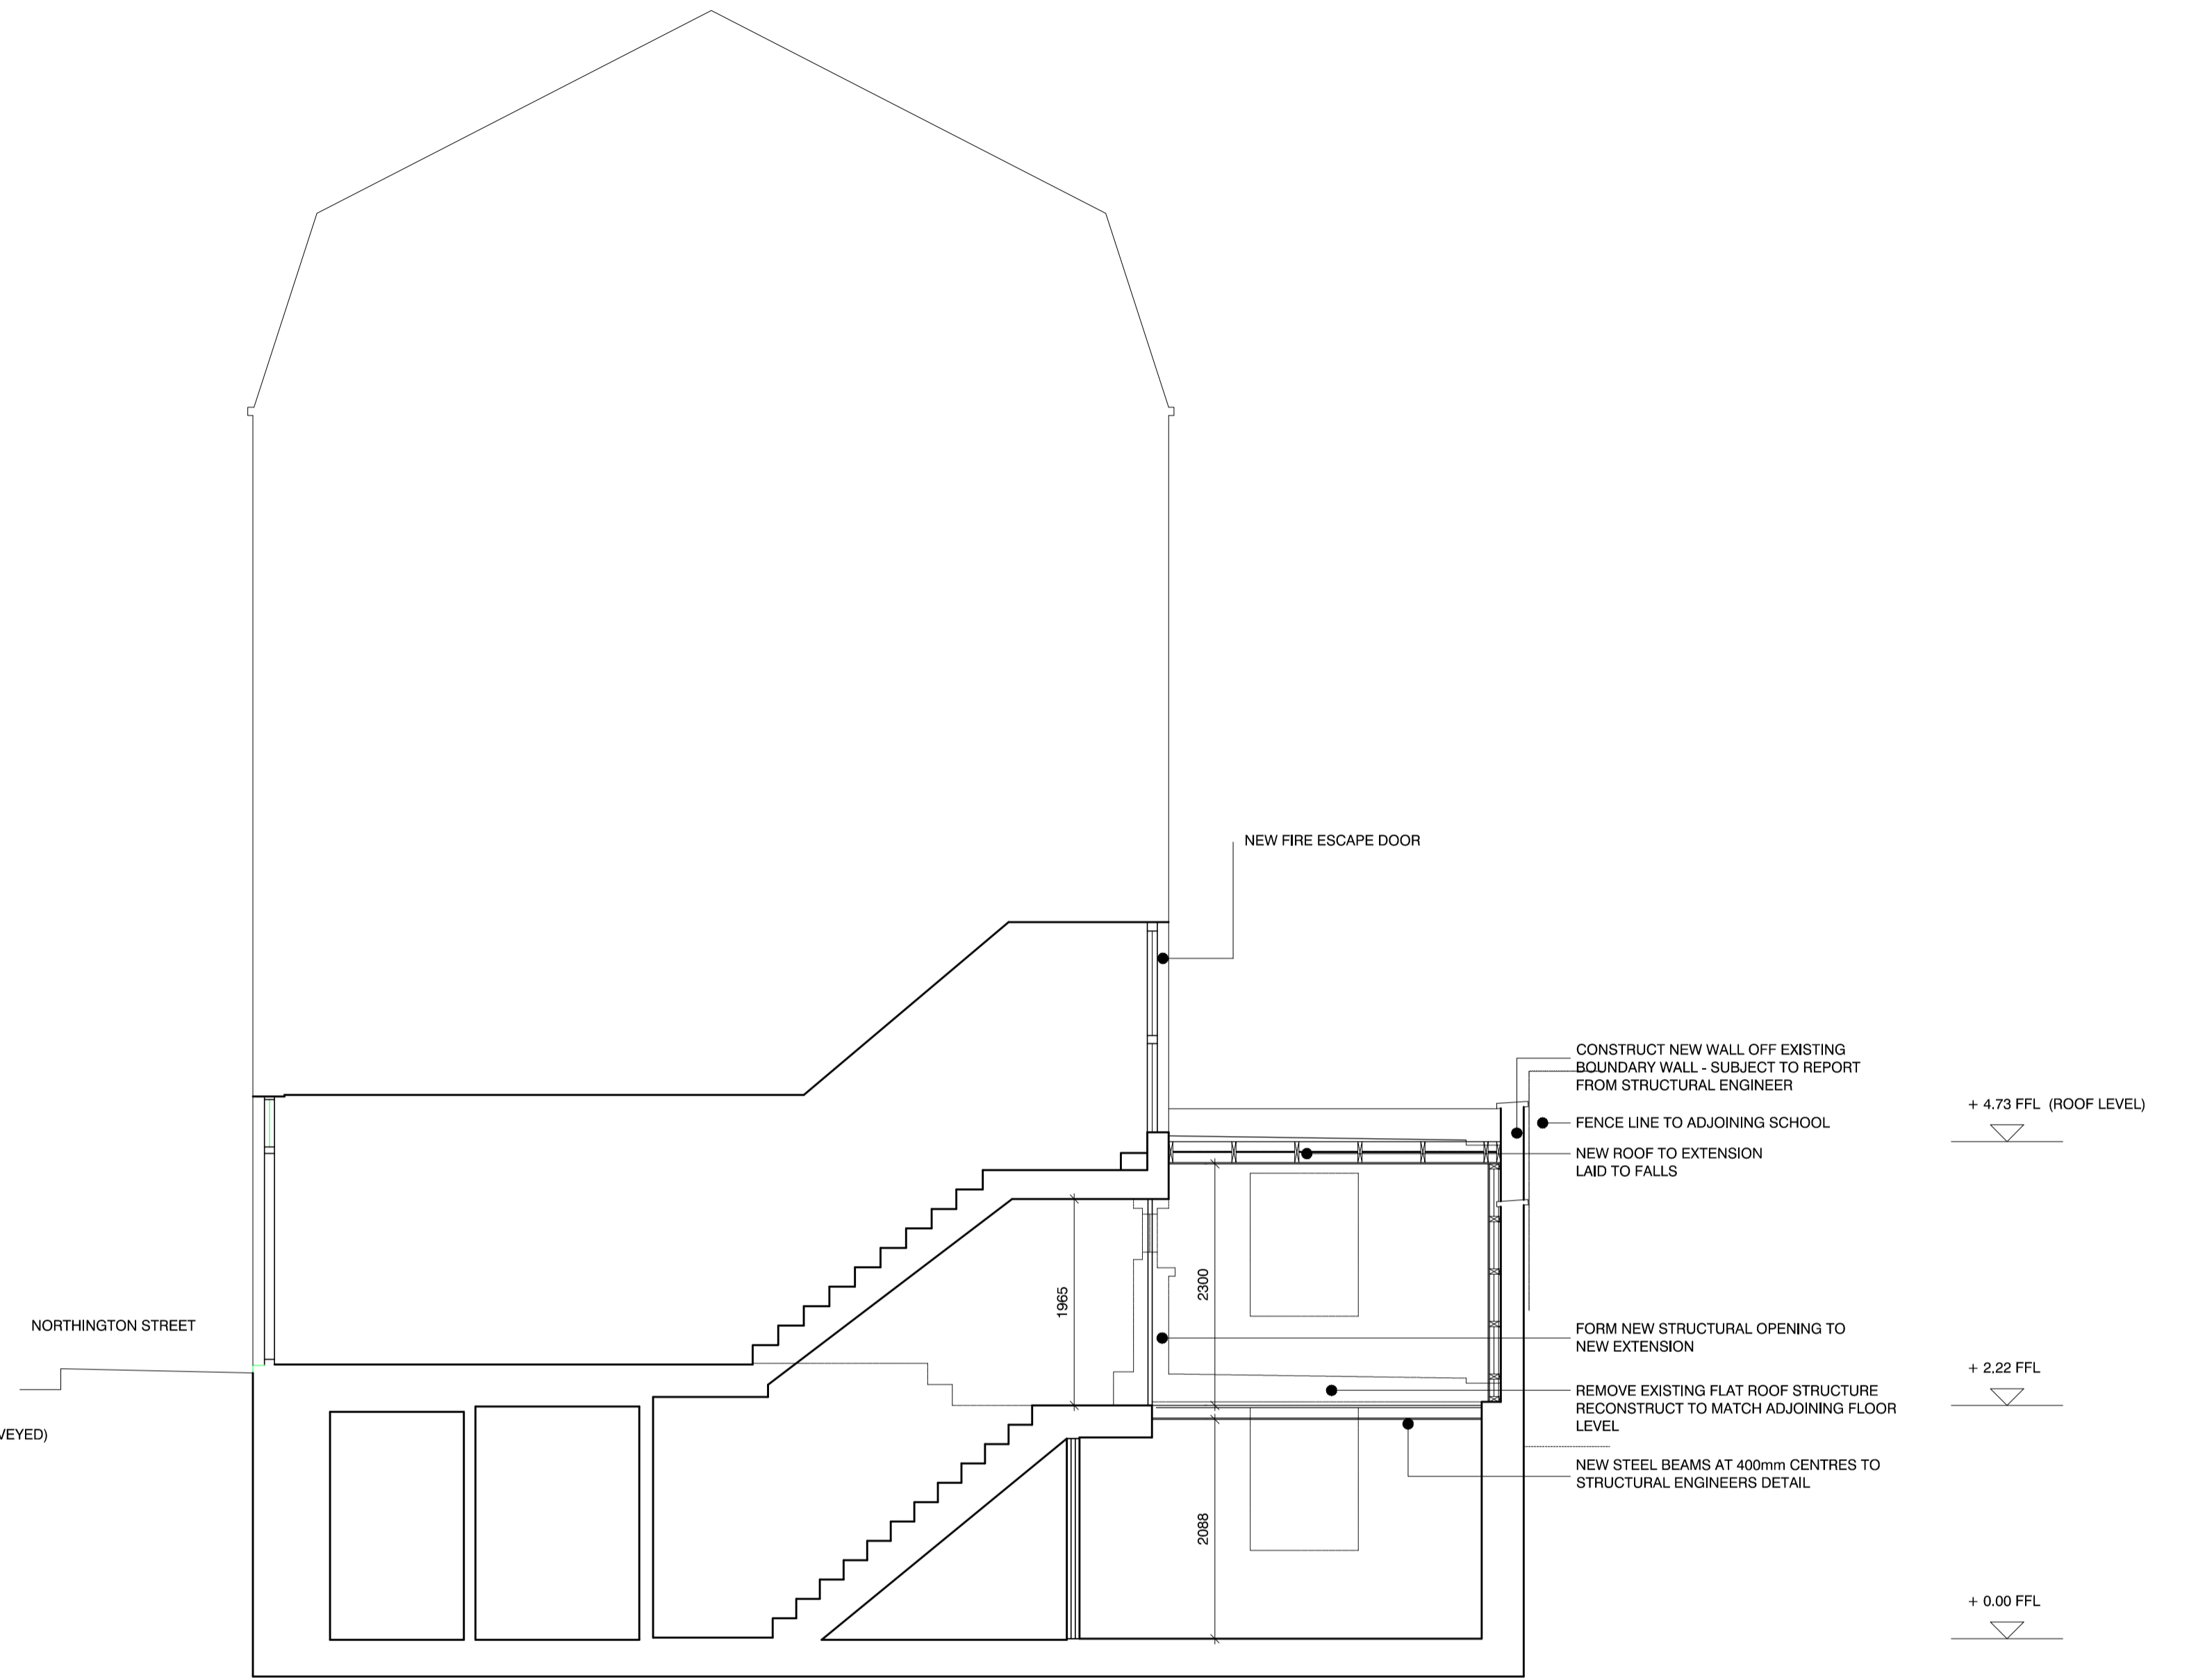 NEW FIRE ESCAPE DOOR
CONSTRUCT NEW WALL OFF EXISTING
BOUNDARY WALL - SUBJECT TO REPORT
FROM STRUCTURAL ENGINEER
+ 4.73 FFL (ROOF LEVEL)
FENCE LINE TO ADJOINING SCHOOL
NEW ROOF TO EXTENSION
LAID TO FALLS
1965
2300
NORTHINGTON STREET
FORM NEW STRUCTURAL OPENING TO
NEW EXTENSION
+ 2.22 FFL
REMOVE EXISTING FLAT ROOF STRUCTURE
RECONSTRUCT TO MATCH ADJOINING FLOOR
LEVEL
VEYED)
NEW STEEL BEAMS AT 400mm CENTRES TO
STRUCTURAL ENGINEERS DETAIL
2088
+ 0.00 FFL